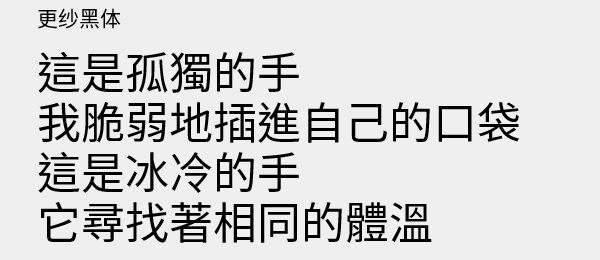 更纱黑体
這是孤獨的手
我脆弱地插進自己的口袋
這是冰冷的手
它尋找著相同的體溫